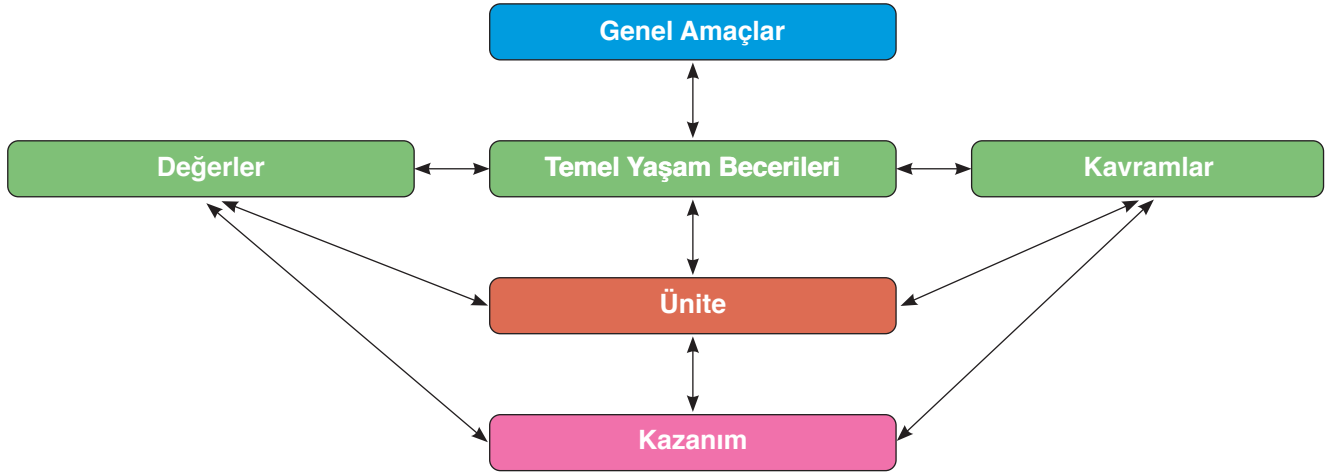 Genel Amaçlar
Değerler
Temel Yaşam Becerileri
Kavramlar
Ünite
Kazanım